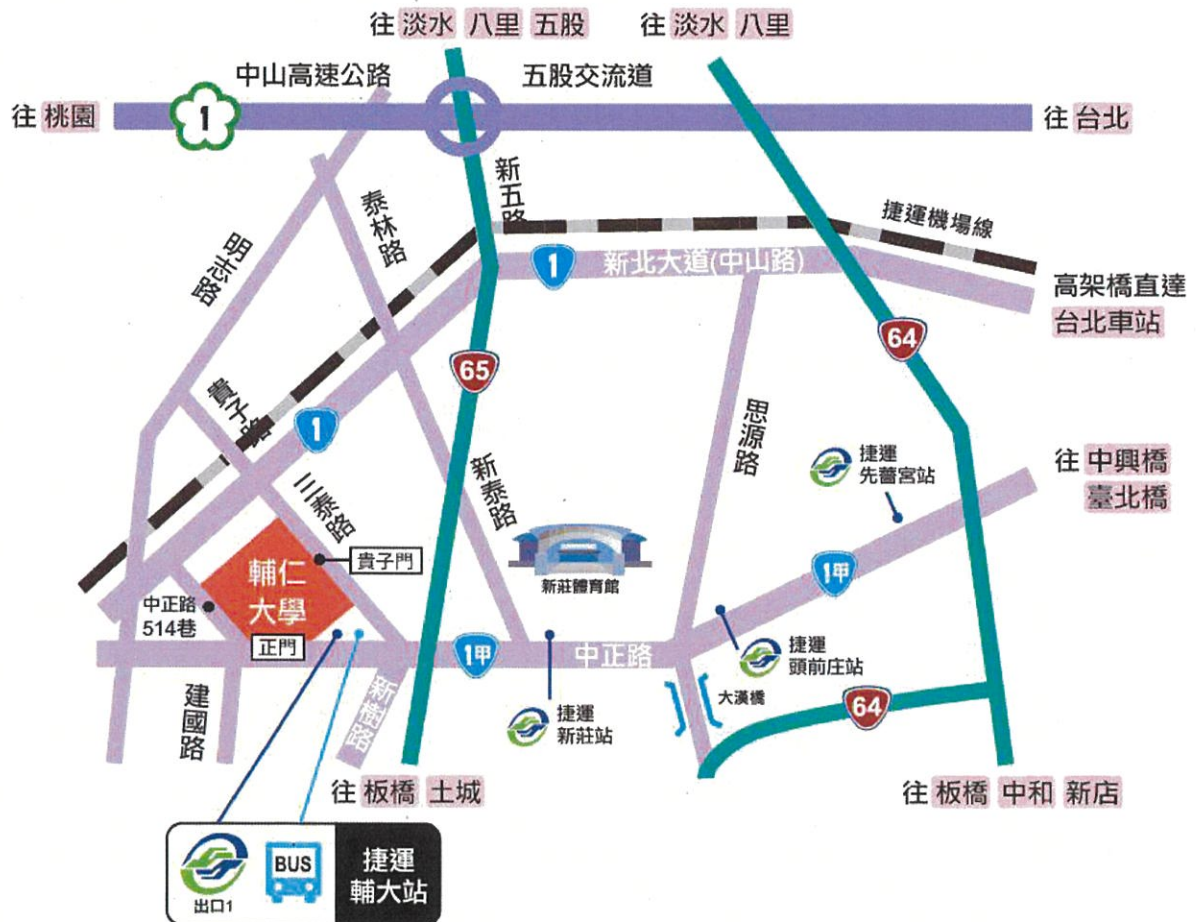 往 淡水 八里 五股
往 淡水 八里
中山高速公路
五股交流道
往 桃園
1
往 台北
新五路
泰林路
明志路
捷運機場線
1
新北大道(中山路)
高架橋直達
台北車站
65
64
貴子路
1
思源路
新泰路
三泰路
捷運
先嗇宮站
往 中興橋
臺北橋
輔仁
大學
貴子門
新莊體育館
1甲
中正路
514巷
正門
1甲
中正路
捷運
頭前庄站
建國路
新樹路
捷運
新莊站
大漢橋
64
往 板橋 土城
往 板橋 中和 新店
BUS
出口1
捷運
輔大站